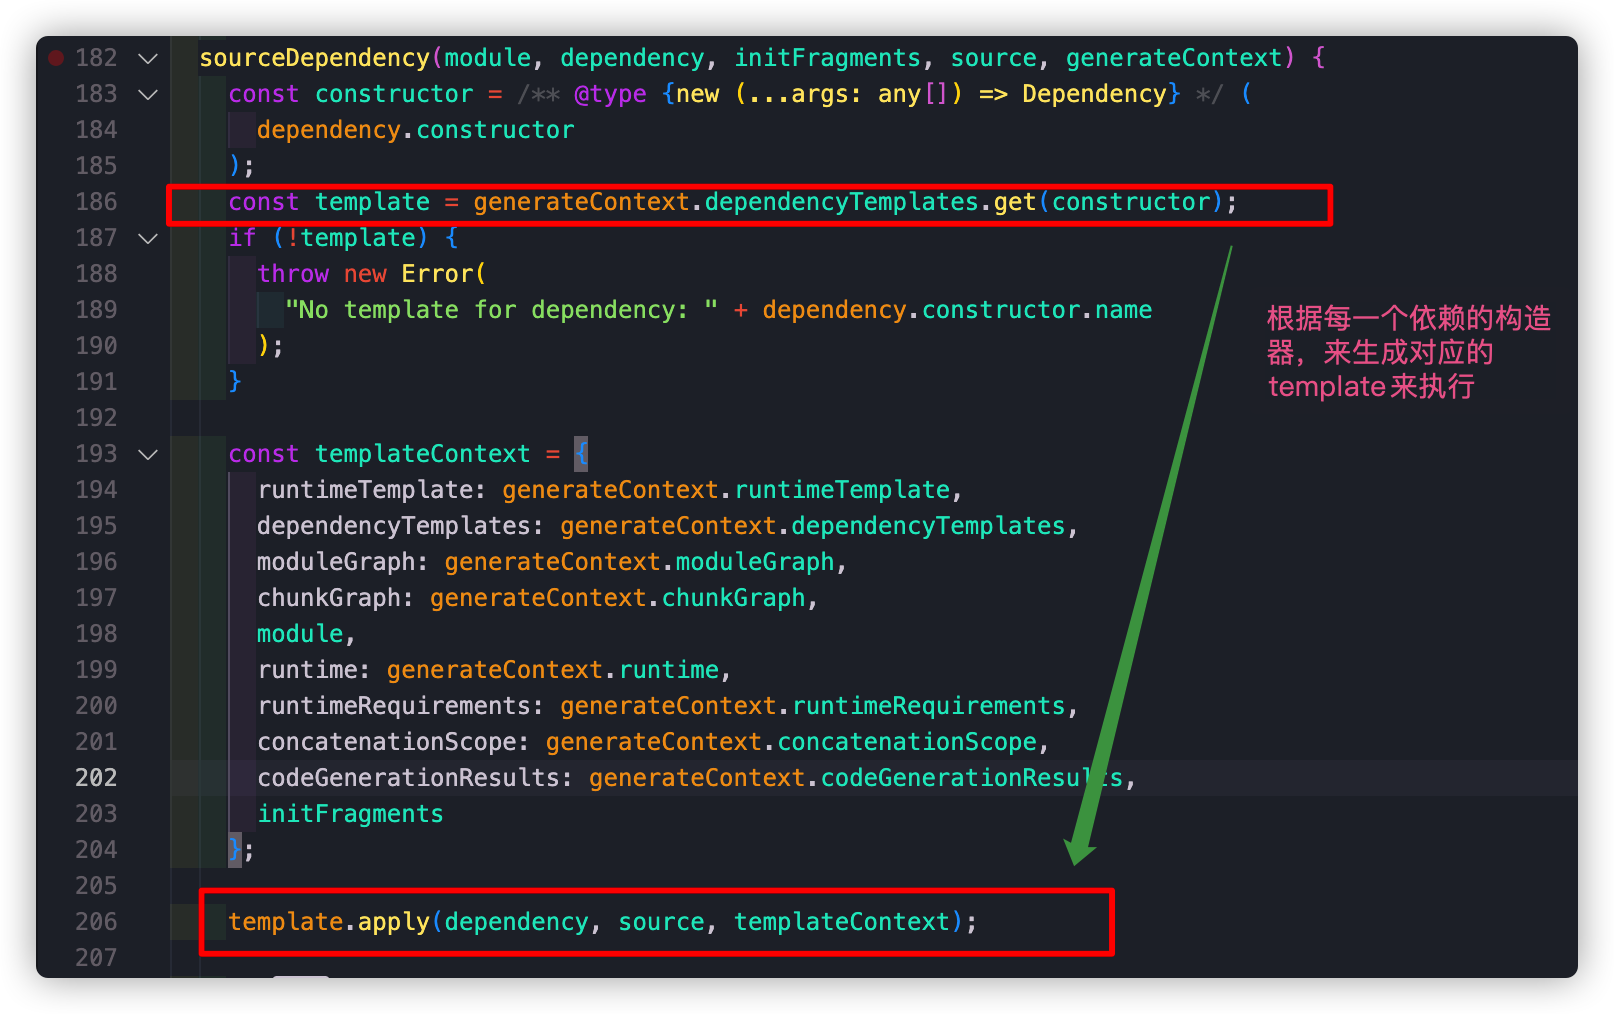 182 sourceDependency(module, dependency, initFragments, source, generateContext) {
183 const constructor = /** @type {new (...args: any[]) => Dependency} */ (
184 dependency.constructor
185 );
186 const template = generateContext.dependencyTemplates.get(constructor);
187 if (!template) {
188 throw new Error(
189 "No template for dependency: " + dependency.constructor.name
190 );
191 }
192
193 const templateContext = {
194 runtimeTemplate: generateContext.runtimeTemplate,
195 dependencyTemplates: generateContext.dependencyTemplates,
196 moduleGraph: generateContext.moduleGraph,
197 chunkGraph: generateContext.chunkGraph,
198 module,
199 runtime: generateContext.runtime,
200 runtimeRequirements: generateContext.runtimeRequirements,
201 concatenationScope: generateContext.concatenationScope,
202 codeGenerationResults: generateContext.codeGenerationResults,
203 initFragments
204 };
205
206 template.apply(dependency, source, templateContext);
207
根据每一个依赖的构造
器，来生成对应的
template来执行